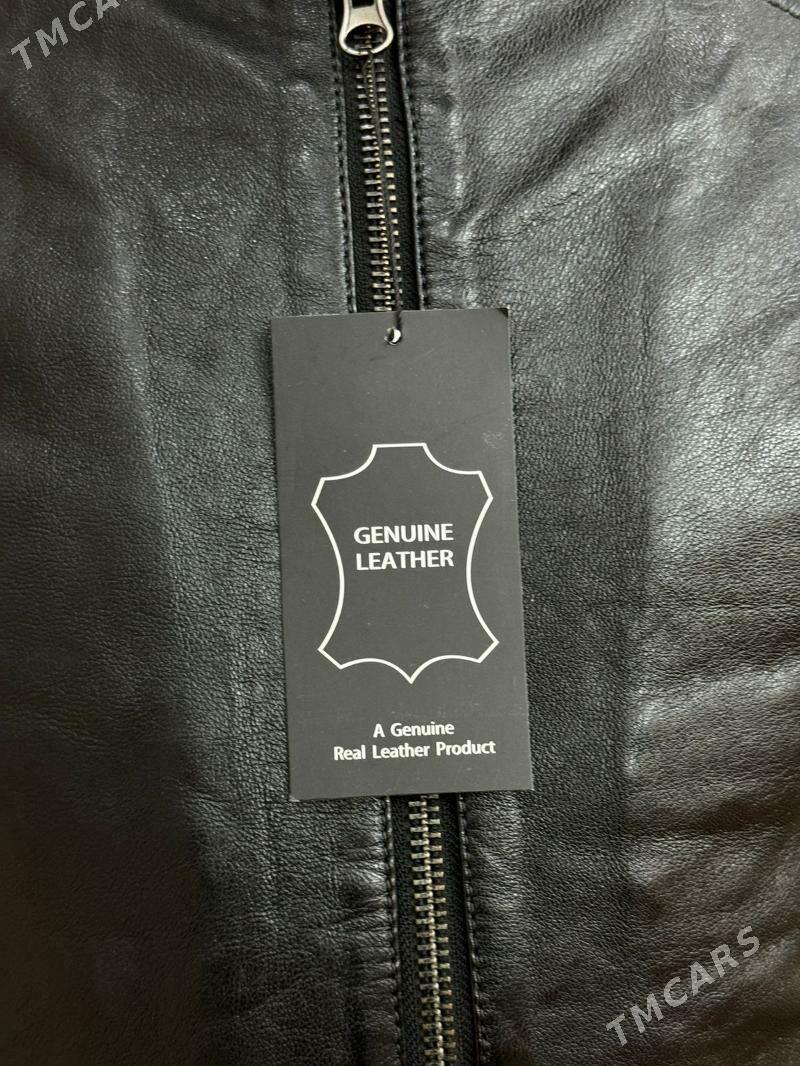 TMCARS
GENUINE
LEATHER
A Genuine
Real Leather Product
TMCARS